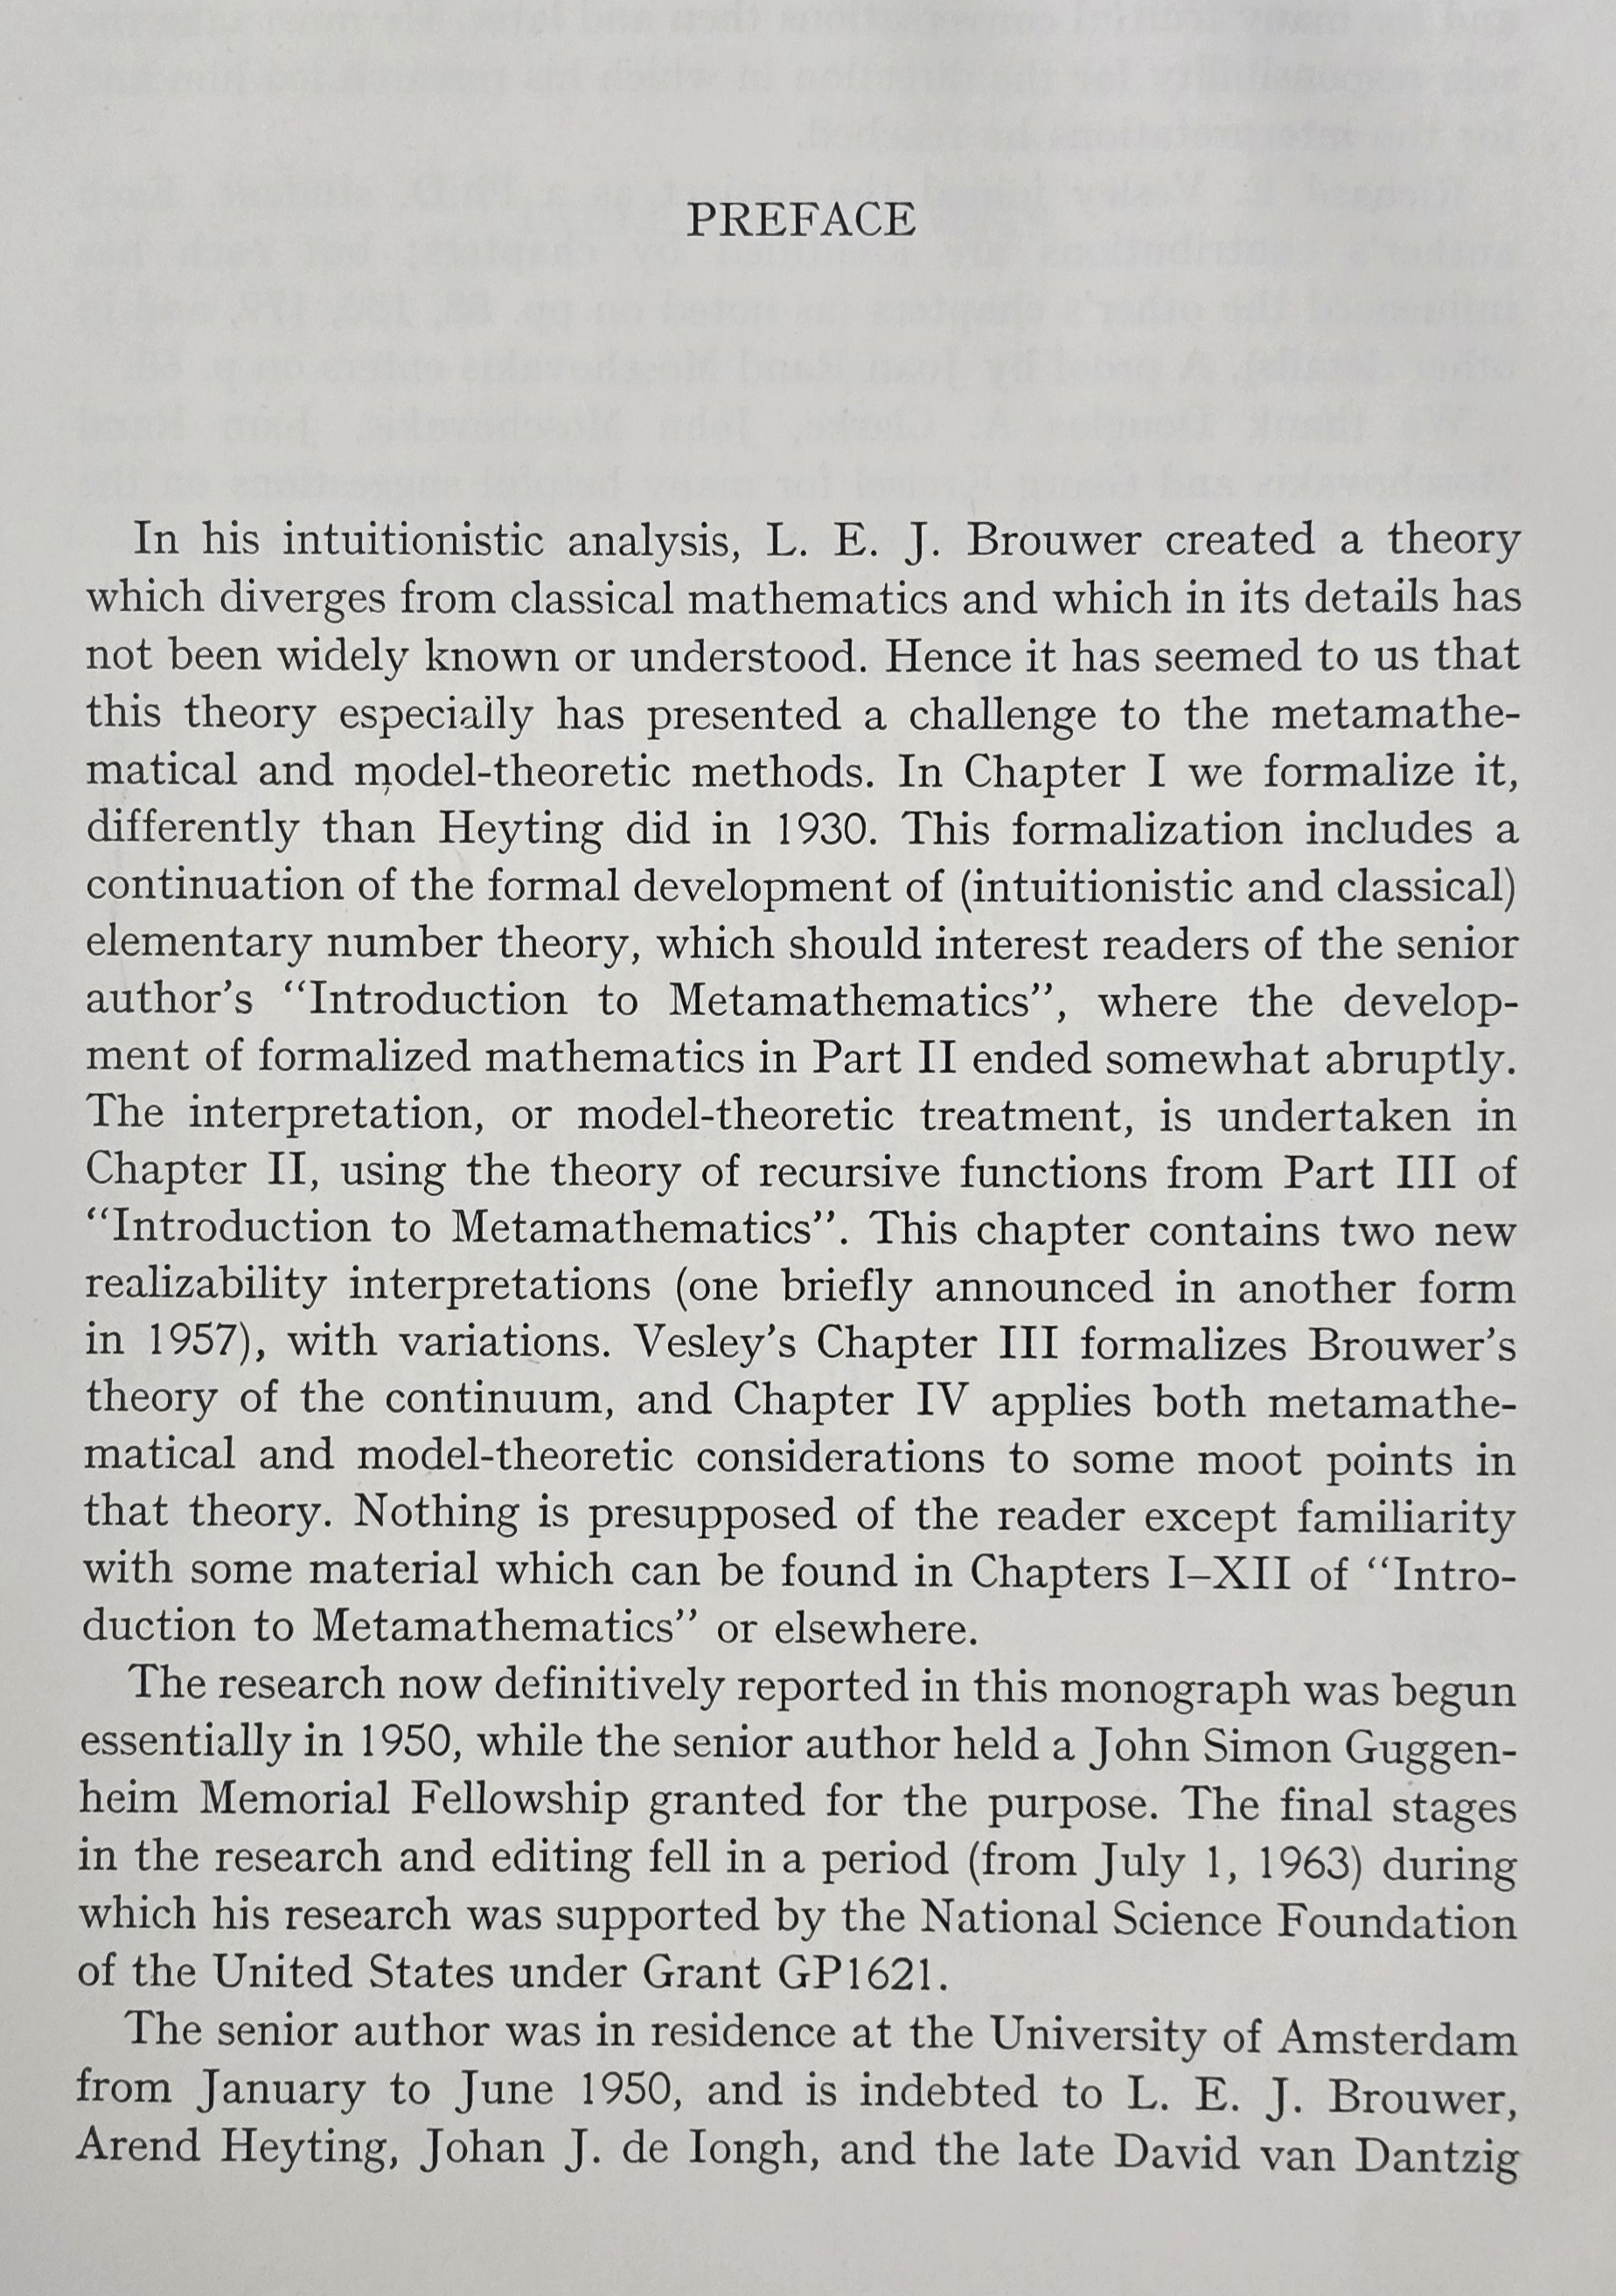 PREFACE
In his intuitionistic analysis, L. E. J. Brouwer created a theory
which diverges from classical mathematics and which in its details has
not been widely known or understood. Hence it has seemed to us that
this theory especially has presented a challenge to the metamathe-
matical and model-theoretic methods. In Chapter I we formalize it,
differently than Heyting did in 1930. This formalization includes a
continuation of the formal development of (intuitionistic and classical)
elementary number theory, which should interest readers of the senior
author's “Introduction to Metamathematics”, where the develop-
ment of formalized mathematics in Part II ended somewhat abruptly.
The interpretation, or model-theoretic treatment, is undertaken in
Chapter II, using the theory of recursive functions from Part III of
“Introduction to Metamathematics”. This chapter contains two new
realizability interpretations (one briefly announced in another form
in 1957), with variations. Vesley's Chapter III formalizes Brouwer's
theory of the continuum, and Chapter IV applies both metamathe-
matical and model-theoretic considerations to some moot points in
that theory. Nothing is presupposed of the reader except familiarity
with some material which can be found in Chapters I–XII of “Intro-
duction to Metamathematics” or elsewhere.
The research now definitively reported in this monograph was begun
essentially in 1950, while the senior author held a John Simon Guggen-
heim Memorial Fellowship granted for the purpose. The final stages
in the research and editing fell in a period (from July 1, 1963) during
which his research was supported by the National Science Foundation
of the United States under Grant GP1621.
The senior author was in residence at the University of Amsterdam
from January to June 1950, and is indebted to L. E. J. Brouwer,
Arend Heyting, Johan J. de Iongh, and the late David van Dantzig